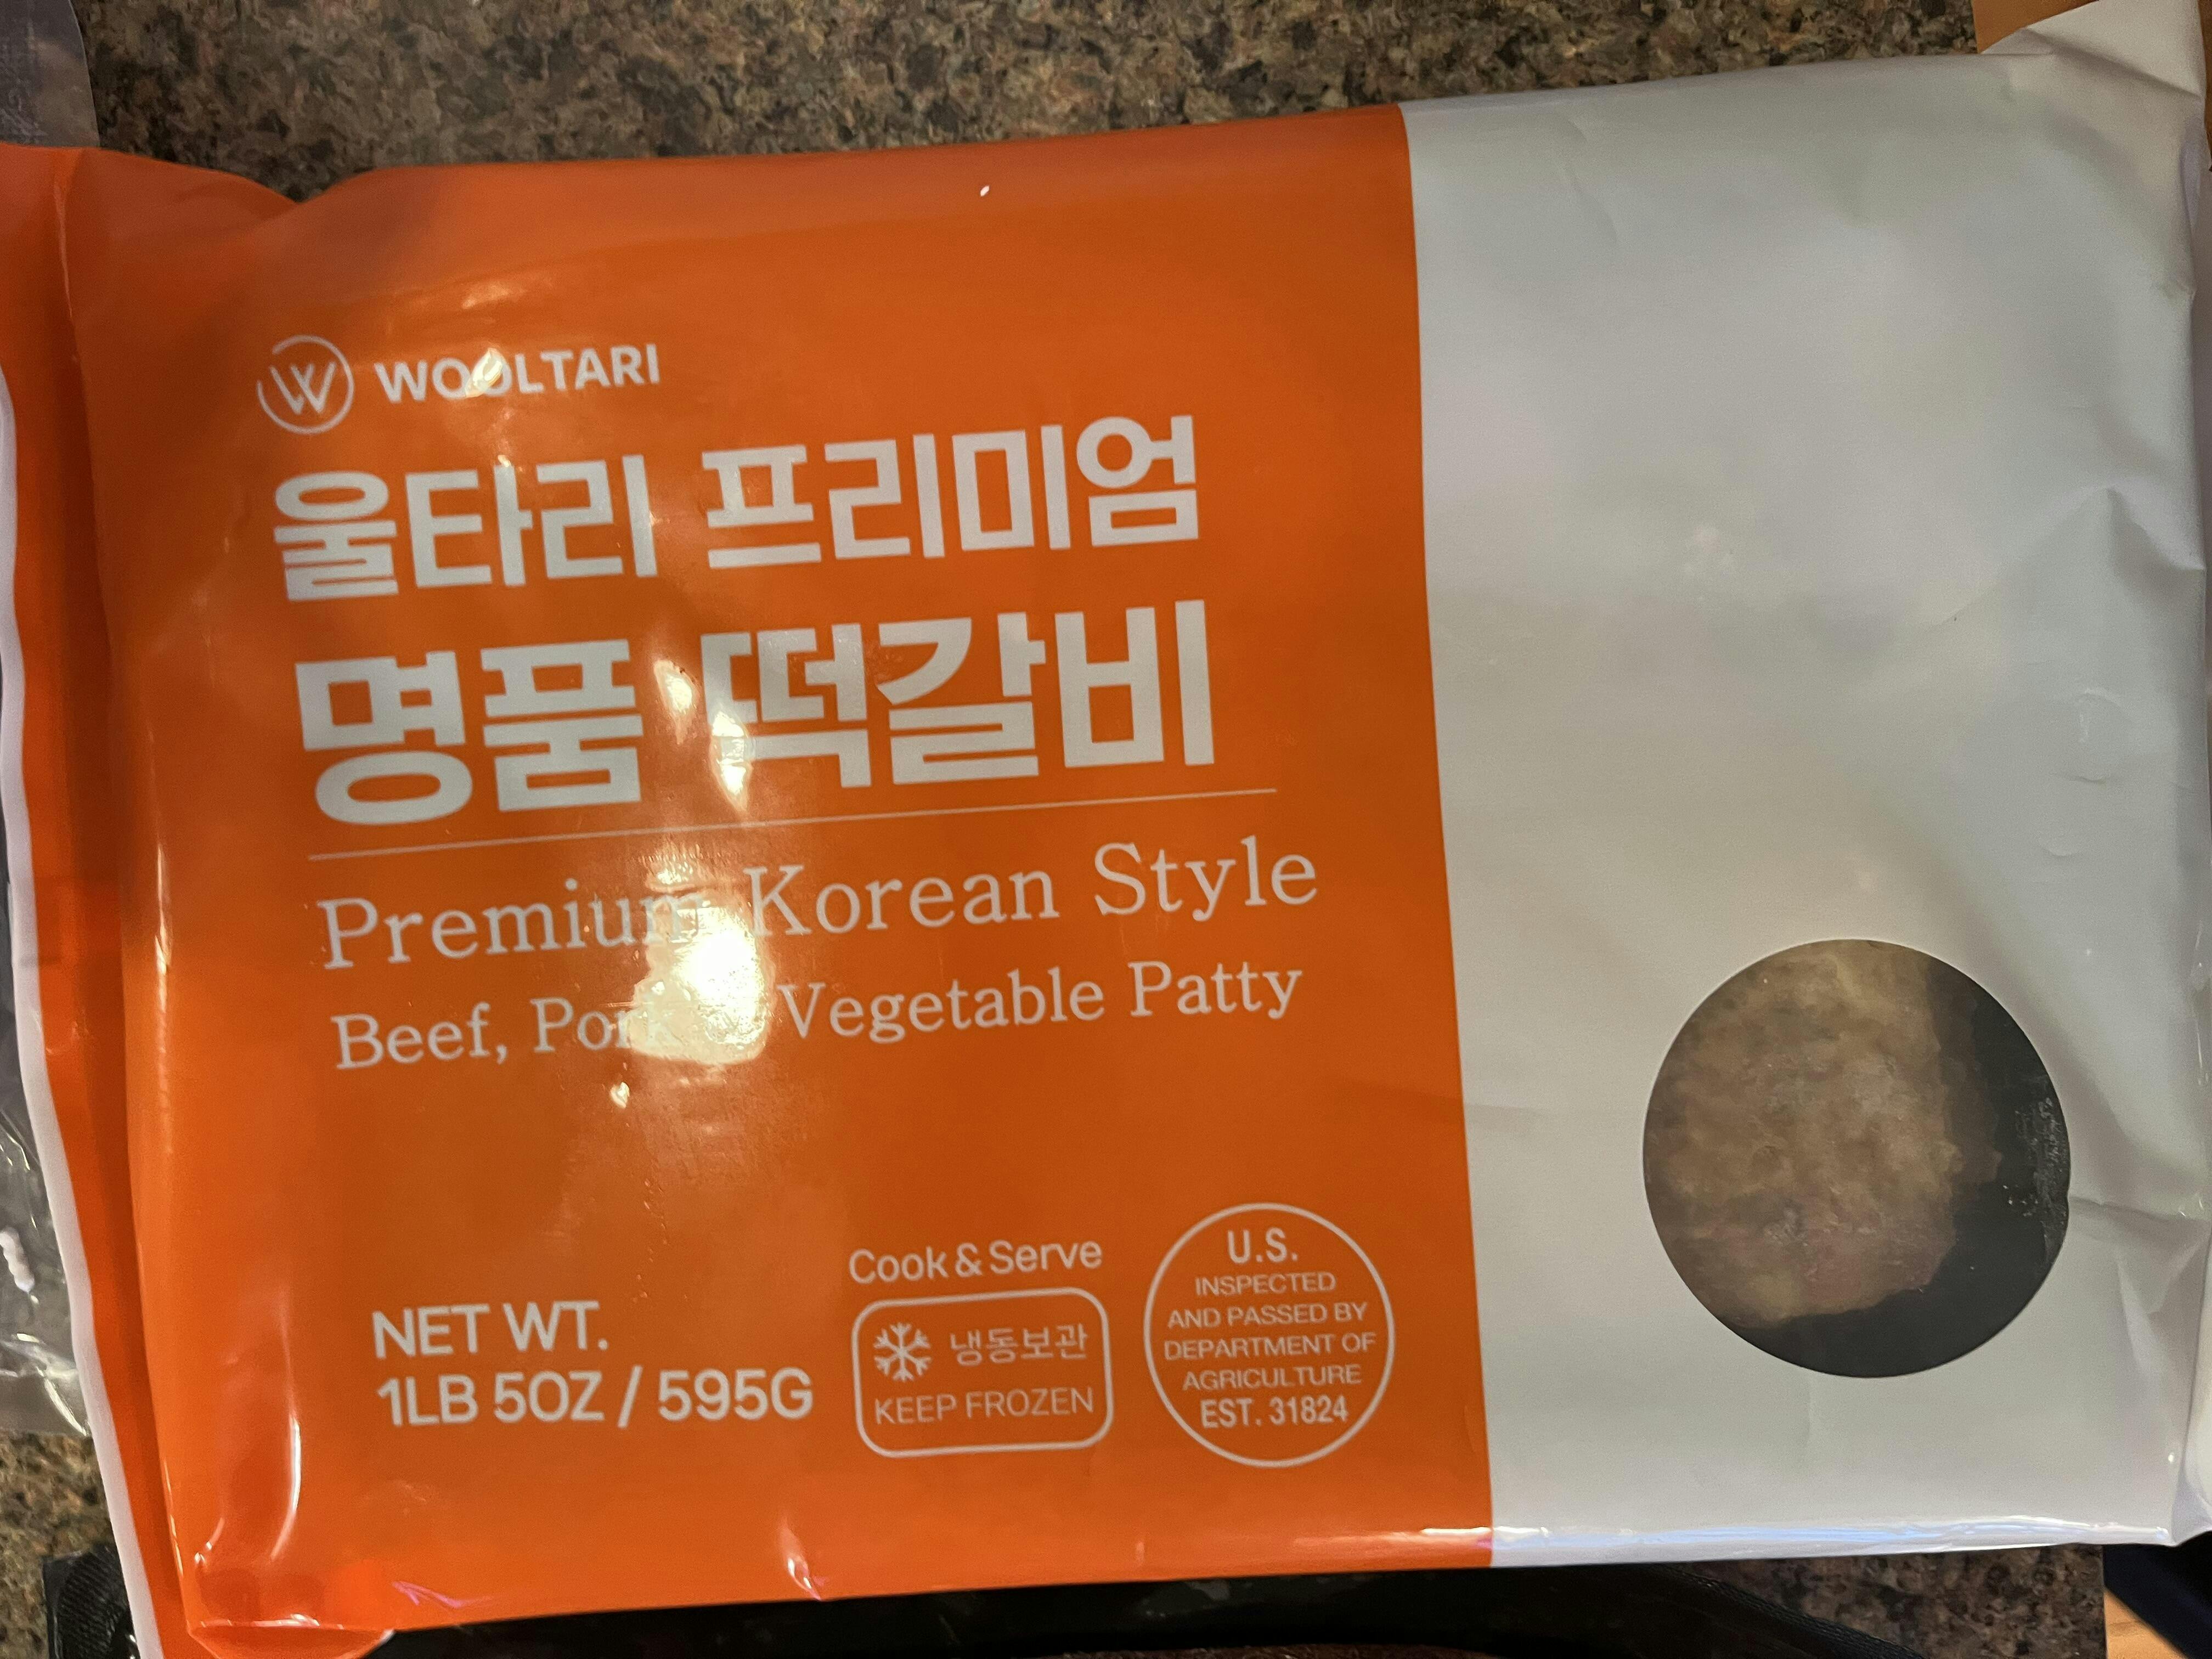 W WOOLTARI
울타리 프리미엄
명품 떡갈비
Premium Korean Style
Beef, Pork Vegetable Patty
Cook & Serve
NET WT.
1LB 5OZ / 595G
냉동보관
KEEP FROZEN
U.S.
INSPECTED
AND PASSED BY
DEPARTMENT OF
AGRICULTURE
EST. 31824